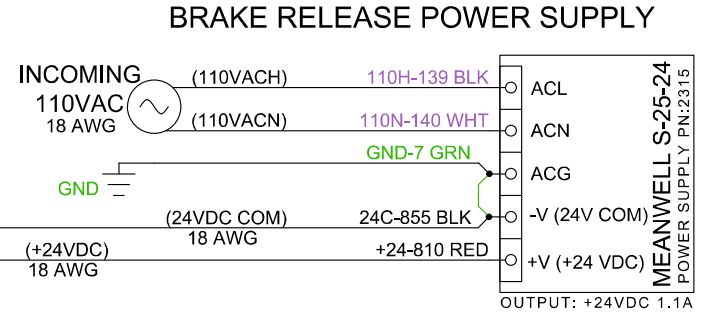 BRAKE RELEASE POWER SUPPLY
INCOMING
110VAC
18 AWG
(110VACH)
110H-139 BLK
ACL
(110VACN)
110N-140 WHT
ACN
GND-7 GRN
ACG
GND
(24VDC COM)
18 AWG
24C-855 BLK
-V (24V COM)
(+24VDC)
18 AWG
+24-810 RED
+V (+24 VDC)
MEANWELL S-25-24
POWER SUPPLY PN:2315
OUTPUT: +24VDC 1.1A